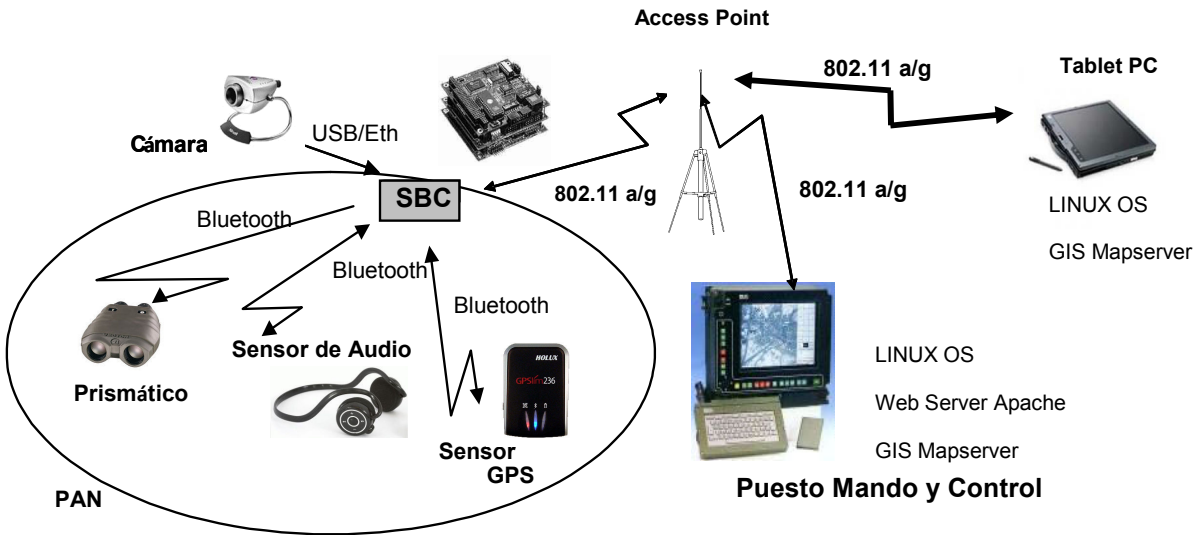 Access Point
802.11 a/g
Tablet PC
Cámara
USB/Eth
SBC
802.11 a/g
802.11 a/g
LINUX OS
GIS Mapserver
Bluetooth
Bluetooth
Bluetooth
Prismático
Sensor de Audio
HOLUX
GPSlim236
Sensor
GPS
PAN
LINUX OS
Web Server Apache
GIS Mapserver
Puesto Mando y Control